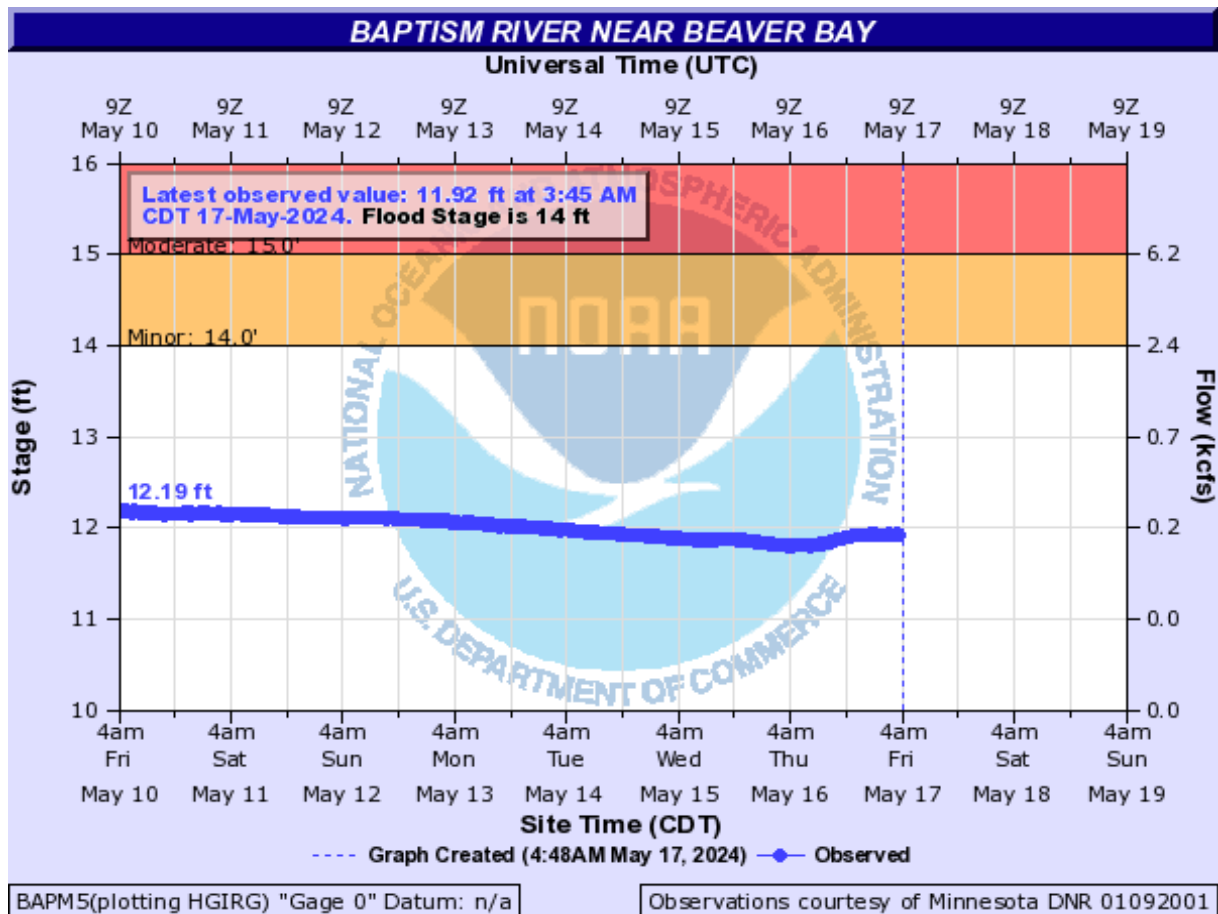 BAPTISM RIVER NEAR BEAVER BAY
Universal Time (UTC)
9Z 9Z 9Z 9Z 9Z 9Z 9Z 9Z 9Z 9Z
May 10 May 11 May 12 May 13 May 14 May 15 May 16 May 17 May 18 May 19
16
Latest observed value: 11.92 ft at 3:45 AM
CDT 17-May-2024. Flood Stage is 14 ft
Moderate: 15.0'
15 6.2
Minor: 14.0'
14 2.4
13 0.7
12.19 ft
12 0.2
11 0.0
10 0.0
Stage (ft)
Flow (kcfs)
NATIONAL OCEANIC AND ATMOSPHERIC ADMINISTRATION
NOAA
U.S. DEPARTMENT OF COMMERCE
4am 4am 4am 4am 4am 4am 4am 4am 4am 4am
Fri Sat Sun Mon Tue Wed Thu Fri Sat Sun
May 10 May 11 May 12 May 13 May 14 May 15 May 16 May 17 May 18 May 19
Site Time (CDT)
Graph Created (4:48AM May 17, 2024) Observed
BAPM5(plotting HGIRG) "Gage 0" Datum: n/a
Observations courtesy of Minnesota DNR 01092001